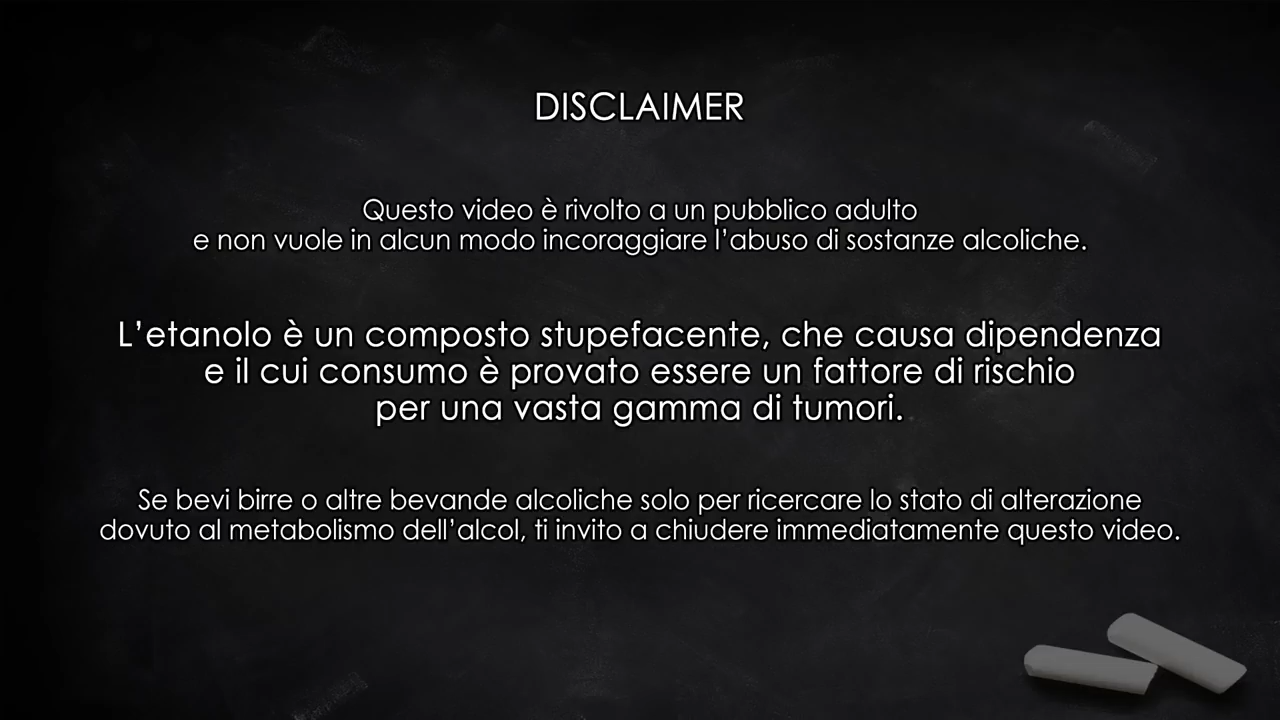 DISCLAIMER
Questo video è rivolto a un pubblico adulto
e non vuole in alcun modo incoraggiare l’abuso di sostanze alcoliche.
L’etanolo è un composto stupefacente, che causa dipendenza
e il cui consumo è provato essere un fattore di rischio
per una vasta gamma di tumori.
Se bevi birre o altre bevande alcoliche solo per ricercare lo stato di alterazione
dovuto al metabolismo dell’alcol, ti invito a chiudere immediatamente questo video.